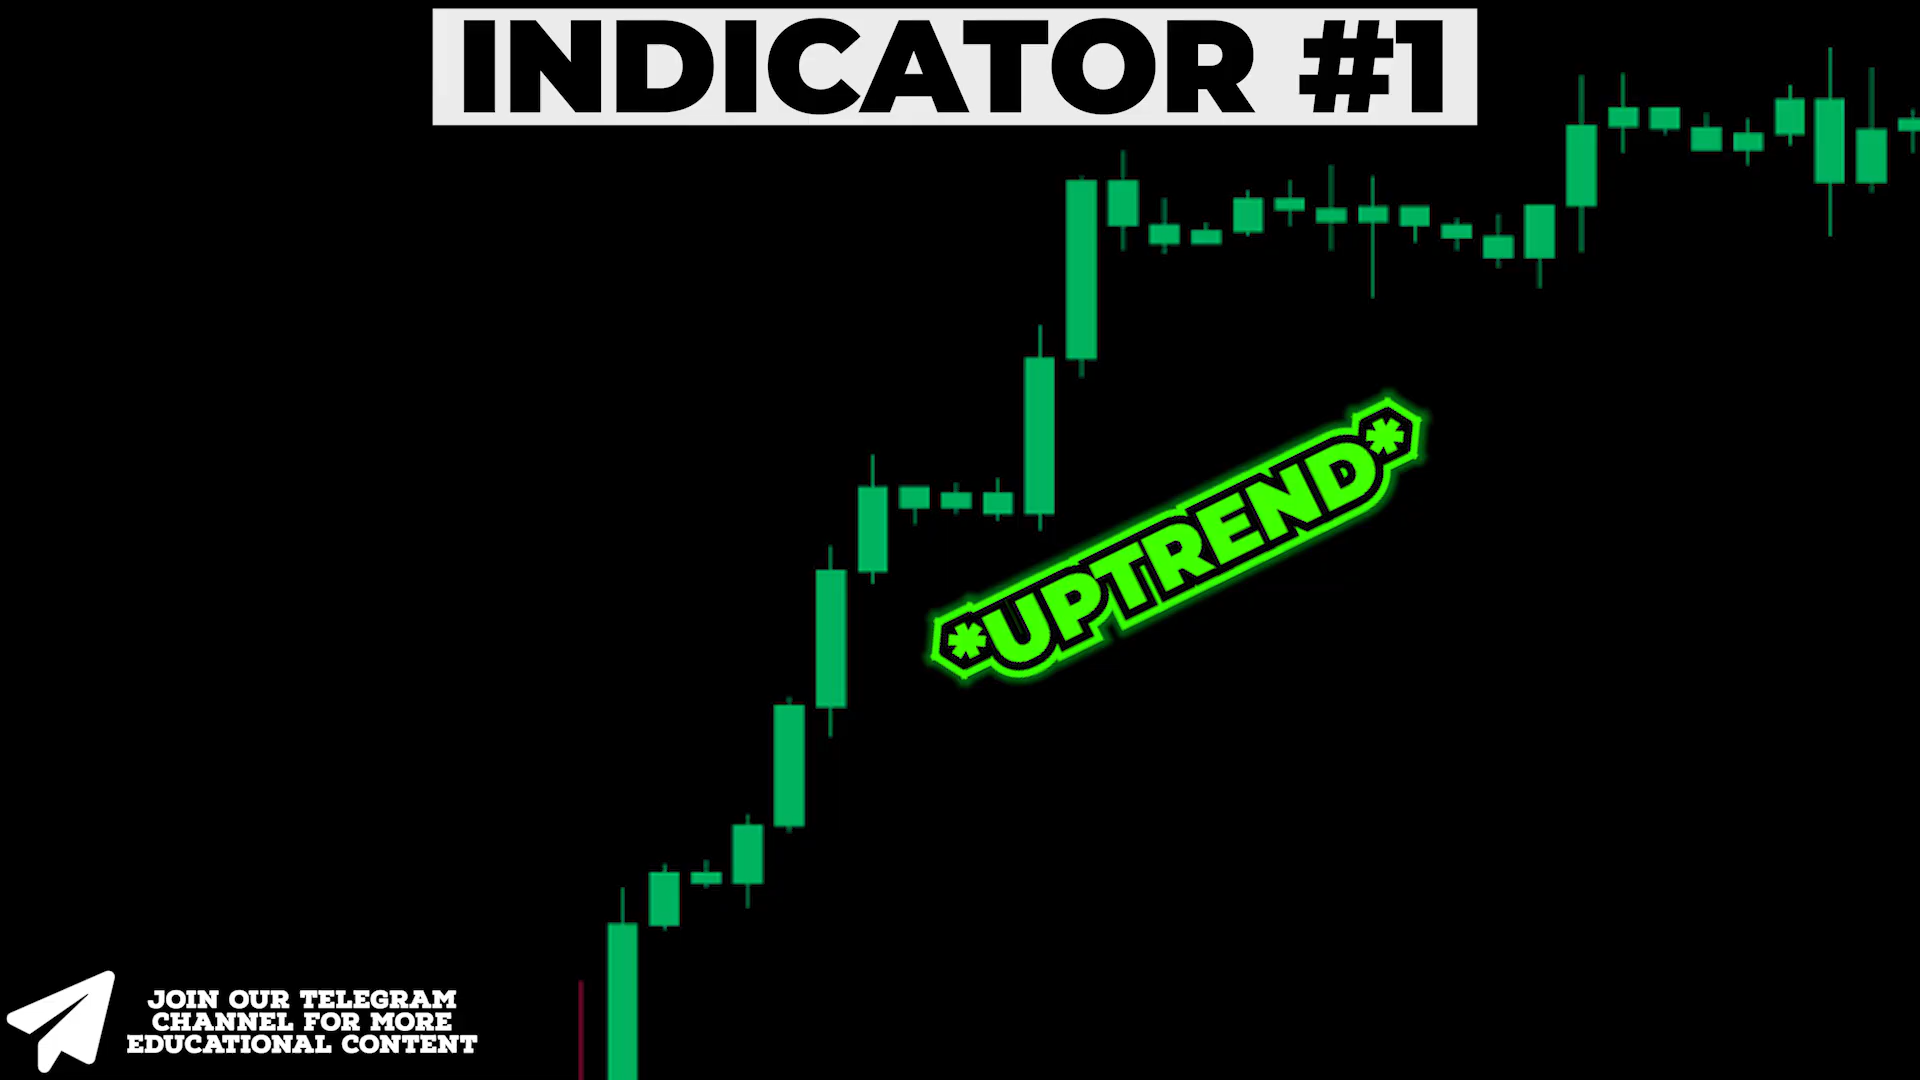 INDICATOR #1
*UPTREND*
JOIN OUR TELEGRAM
CHANNEL FOR MORE
EDUCATIONAL CONTENT